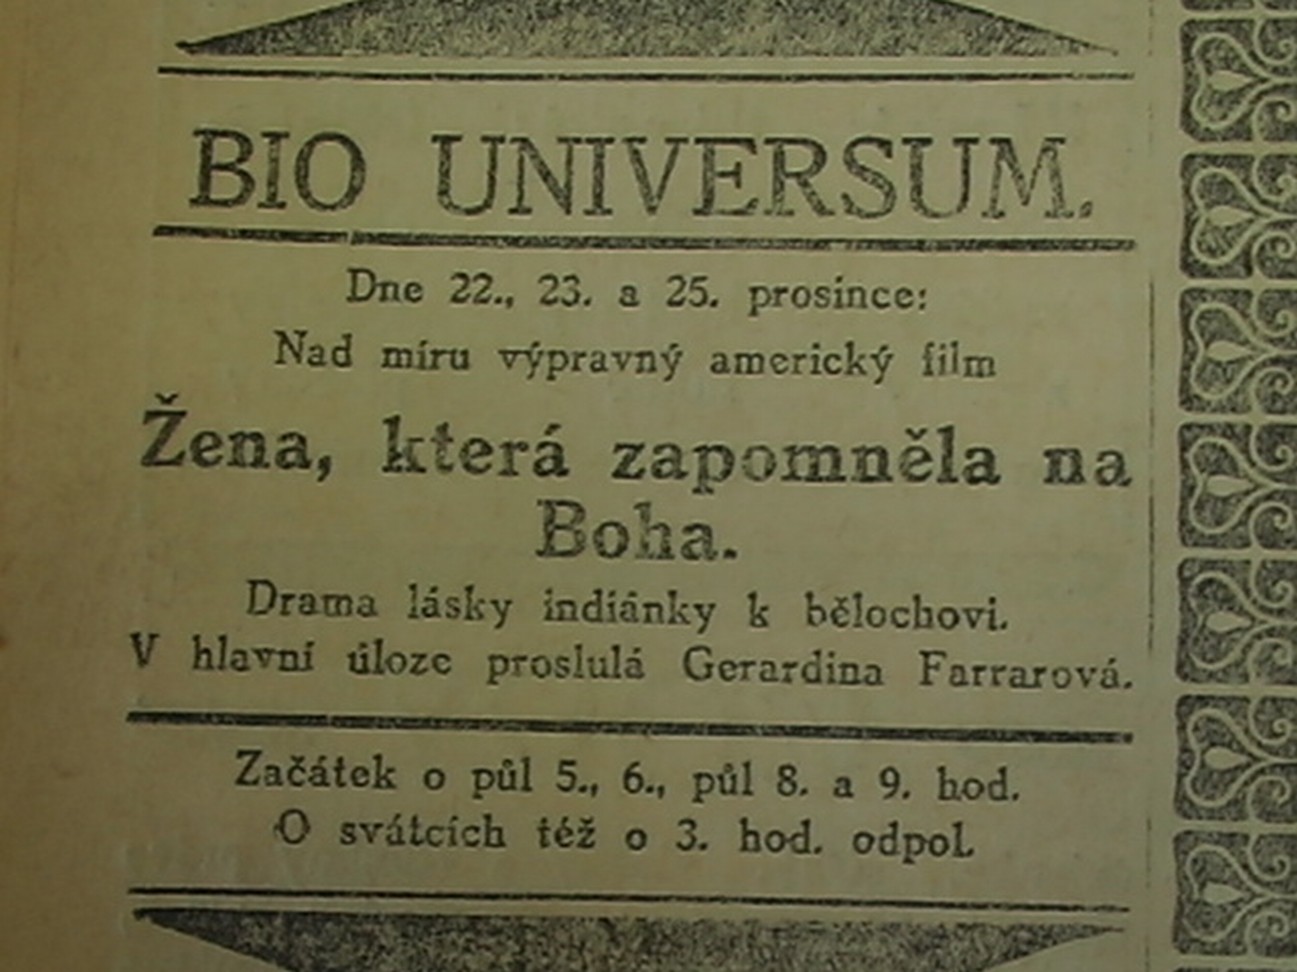 BIO UNIVERSUM.
Dne 22., 23. a 25. prosince:
Nad míru výpravný americký film
Žena, která zapomněla na
Boha.
Drama lásky indiánky k bělochovi.
V hlavní úloze proslulá Gerardina Farrarová.
Začátek o půl 5., 6., půl 8. a 9. hod.
O svátcích též o 3. hod. odpol.